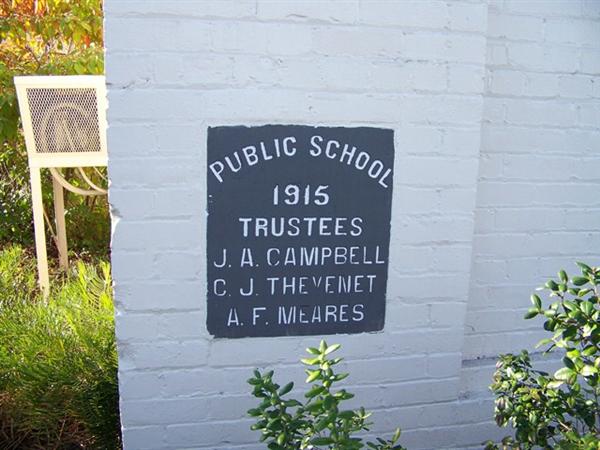 PUBLIC SCHOOL
1915
TRUSTEES
J. A. CAMPBELL
C. J. THEVENET
A. F. MEARES